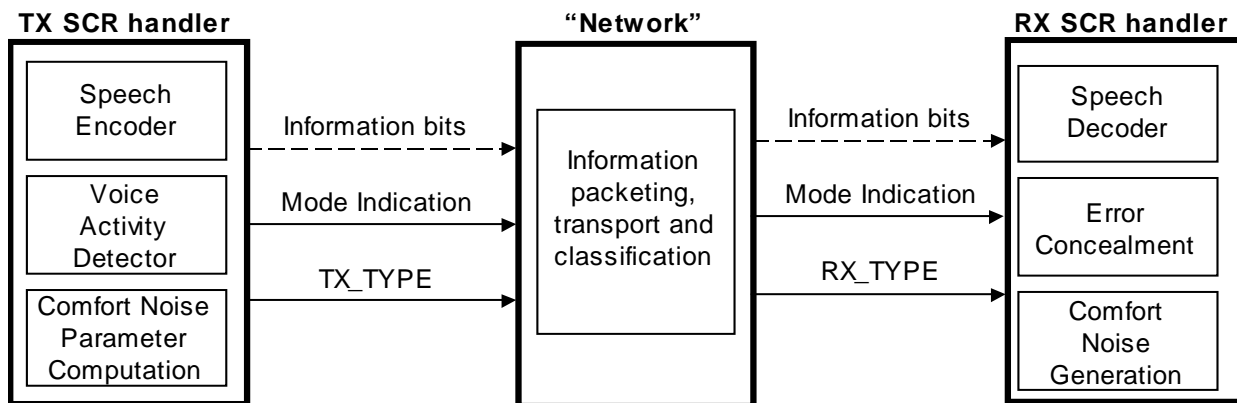 TX SCR handler
“Network”
RX SCR handler
Speech
Encoder
Voice
Activity
Detector
Comfort Noise
Parameter
Computation
Information bits
Mode Indication
TX_TYPE
Information
packeting,
transport and
classification
Information bits
Mode Indication
RX_TYPE
Speech
Decoder
Error
Concealment
Comfort
Noise
Generation